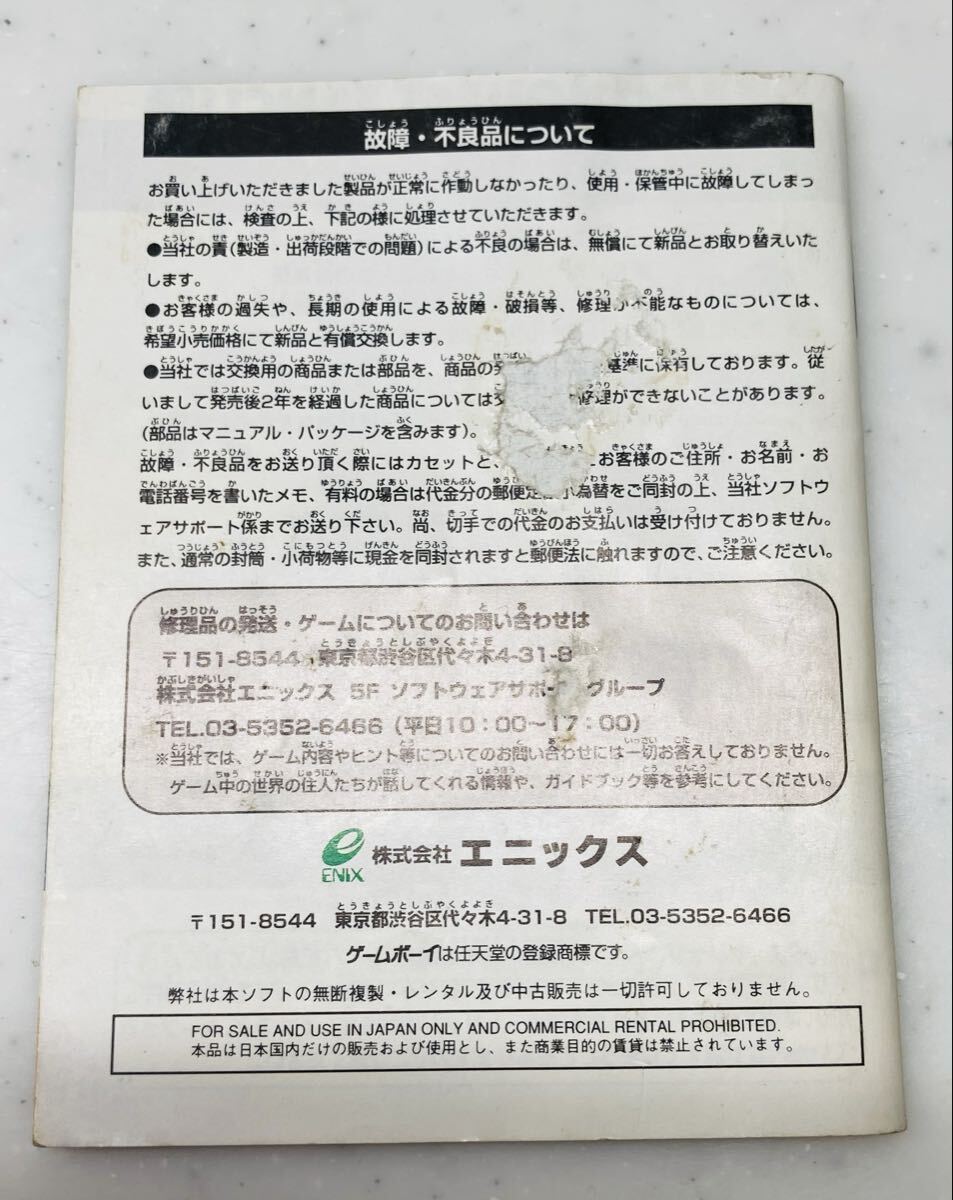 故障・不良品について
お買い上げいただきました製品が正常に作動しなかったり、使用・保管中に故障してしまっ
た場合には、検査の上、下記の様に処理させていただきます。
●当社の責(製造・出荷段階での問題)による不良の場合は、無償にて新品とお取り替えいた
します。
●お客様の過失や、長期の使用による故障・破損等、修理が不能なものについては、
希望小売価格にて新品と有償交換します。
●当社では交換用の商品または部品を、商品の発 基準に保有しております。従
いまして発売後2年を経過した商品については交 修理ができないことがあります。
(部品はマニュアル・パッケージを含みます)。
故障・不良品をお送り頂く際にはカセットと、 とお客様のご住所・お名前・お
電話番号を書いたメモ、有料の場合は代金分の郵便定 小為替をご同封の上、当社ソフトウ
ェアサポート係までお送り下さい。尚、切手での代金のお支払いは受け付けておりません。
また、通常の封筒・小荷物等に現金を同封されますと郵便法に触れますので、ご注意ください。
修理品の発送・ゲームについてのお問い合わせは
〒151-8544 東京都渋谷区代々木4-31-8
株式会社エニックス 5F ソフトウェアサポー グループ
TEL.03-5352-6466 (平日10:00～17:00)
※当社では、ゲーム内容やヒント等についてのお問い合わせには一切お答えしておりません。
ゲーム中の世界の住人たちが話してくれる情報や、ガイドブック等を参考にしてください。
ENIX 株式会社 エニックス
〒151-8544 東京都渋谷区代々木4-31-8 TEL.03-5352-6466
ゲームボーイは任天堂の登録商標です。
弊社は本ソフトの無断複製・レンタル及び中古販売は一切許可しておりません。
FOR SALE AND USE IN JAPAN ONLY AND COMMERCIAL RENTAL PROHIBITED.
本品は日本国内だけの販売および使用とし、また商業目的の賃貸は禁止されています。